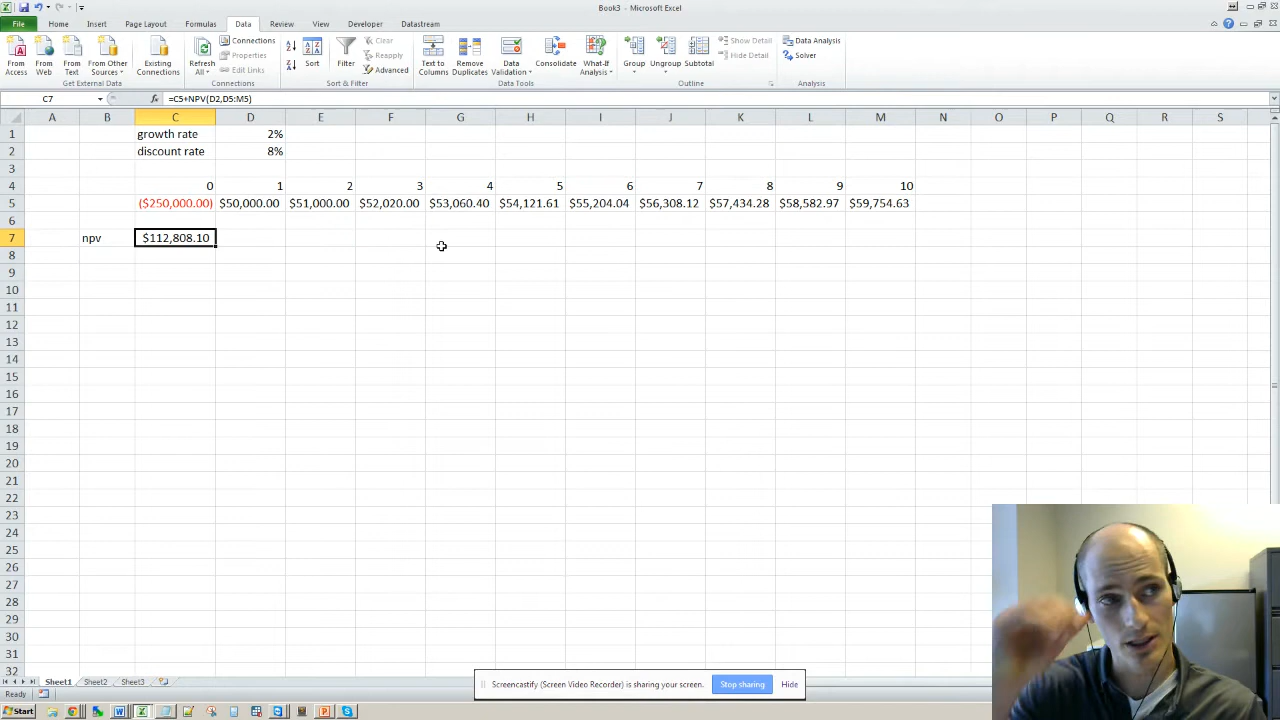 Book3 - Microsoft Excel
File Home Insert Page Layout Formulas Data Review View Developer Datastream
From Access
From Web
From Text
From Other Sources
Existing Connections
Refresh All
Connections
Properties
Edit Links
Sort
Filter
Clear
Reapply
Advanced
Text to Columns
Remove Duplicates
Data Validation
Consolidate
What-If Analysis
Group
Ungroup
Subtotal
Show Detail
Hide Detail
Data Analysis
Solver
Get External Data Connections Sort & Filter Data Tools Outline Analysis
C7 fx =C5+NPV(D2,D5:M5)
A B C D E F G H I J K L M N O P Q R S
1 growth rate 2%
2 discount rate 8%
3
4 0 1 2 3 4 5 6 7 8 9 10
5 ($250,000.00) $50,000.00 $51,000.00 $52,020.00 $53,060.40 $54,121.61 $55,204.04 $56,308.12 $57,434.28 $58,582.97 $59,754.63
6
7 npv $112,808.10
8
9
10
11
12
13
14
15
16
17
18
19
20
21
22
23
24
25
26
27
28
29
30
31
32
Screencastify (Screen Video Recorder) is sharing your screen. Stop sharing Hide
Sheet1 Sheet2 Sheet3
Ready
Start